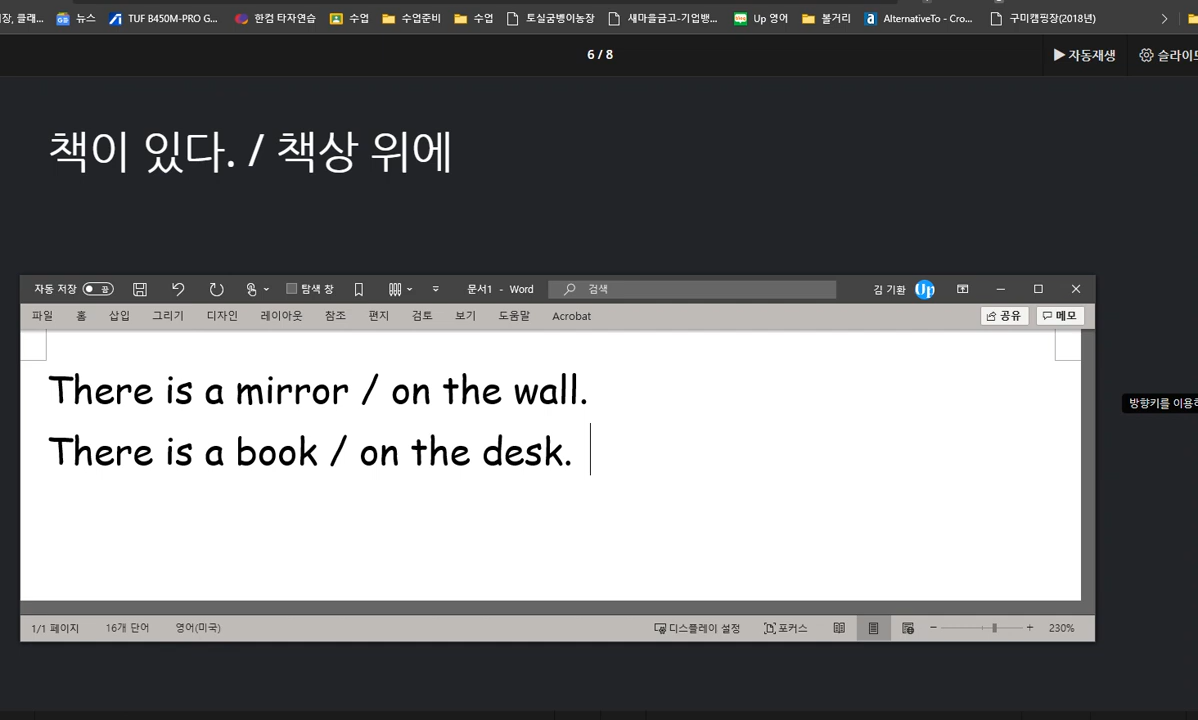 장, 클래... 뉴스 TUF B450M-PRO G... 한컴 타자연습 수업 수업준비 수업 토실굼벵이농장 새마을금고-기업뱅... Up 영어 볼거리 AlternativeTo - Cro... 구미캠핑장(2018년)
6 / 8 ▶ 자동재생 슬라이드
책이 있다. / 책상 위에
자동 저장 끔 탐색 창 문서1 - Word 검색 김 기환 Up
파일 홈 삽입 그리기 디자인 레이아웃 참조 편지 검토 보기 도움말 Acrobat 공유 메모
There is a mirror / on the wall.
방향키를 이용하
There is a book / on the desk.
1/1 페이지 16개 단어 영어(미국) 디스플레이 설정 포커스 - + 230%